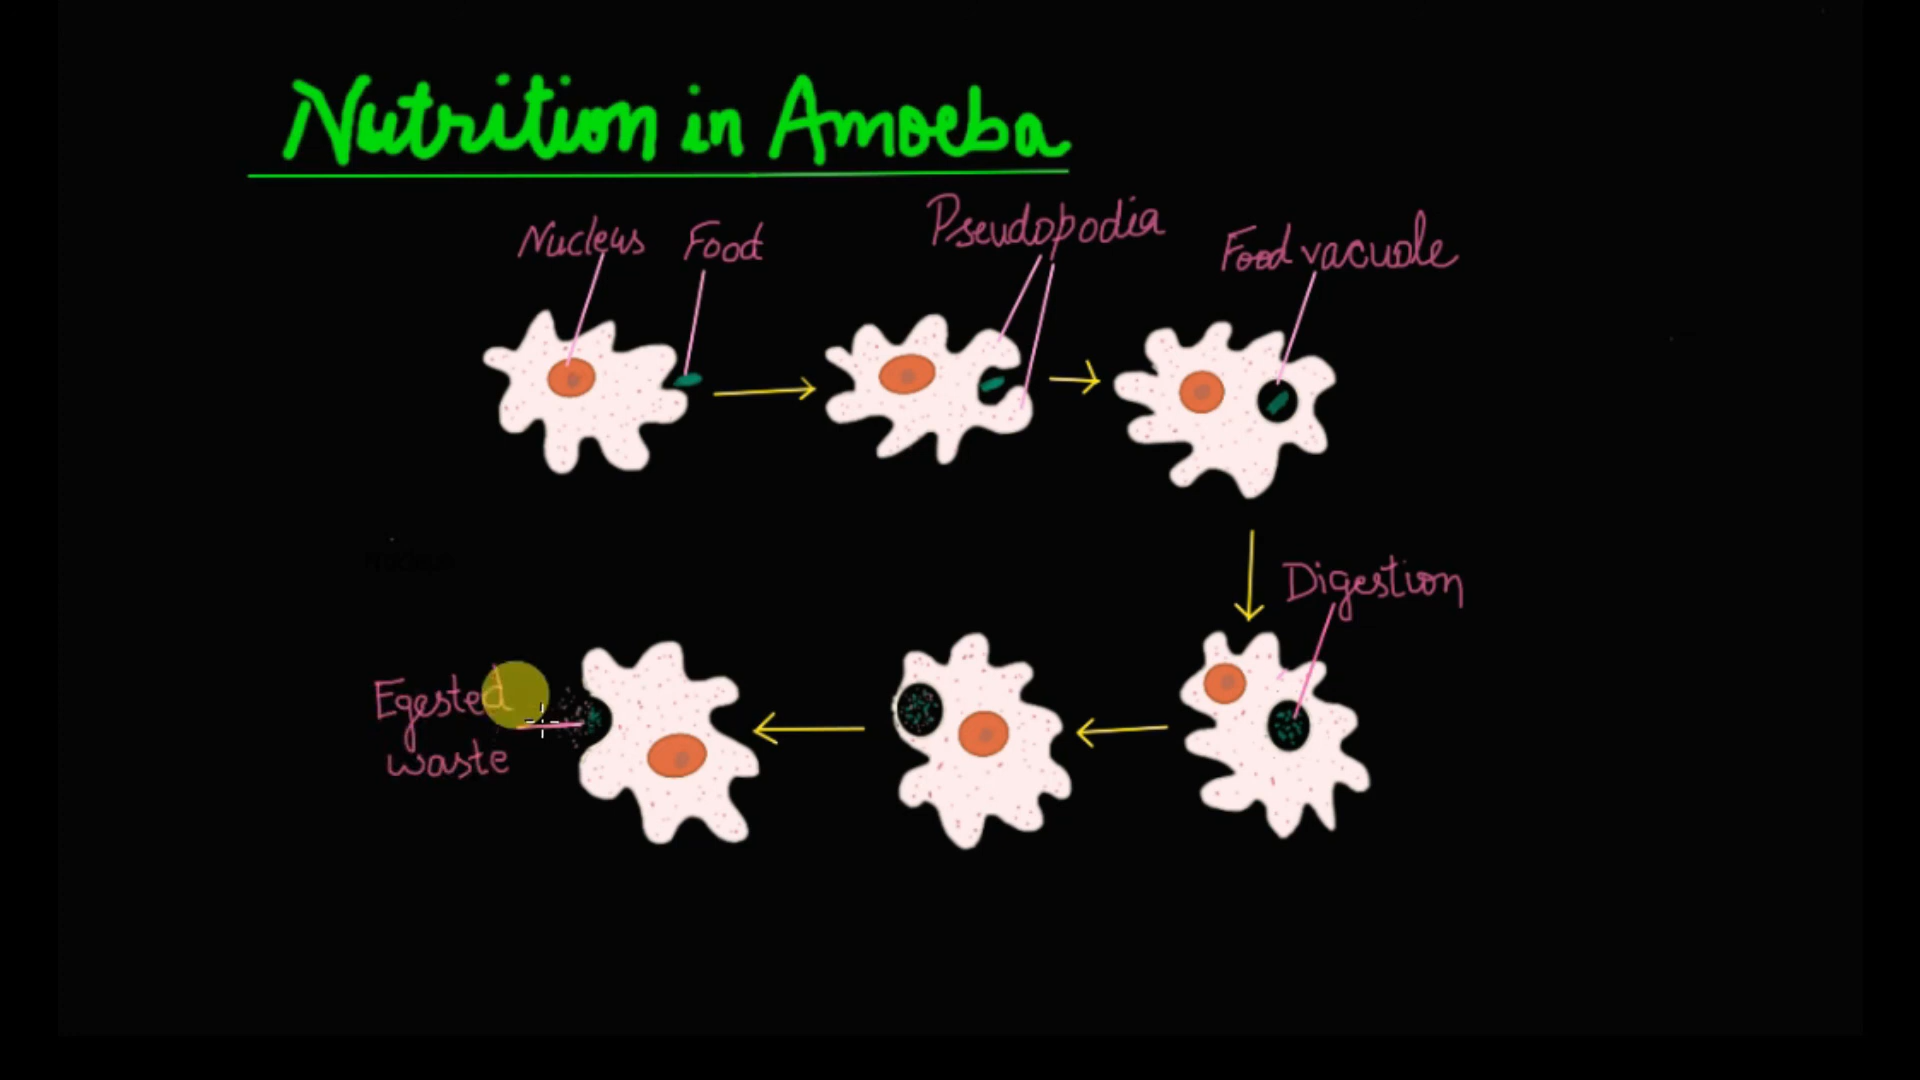 Nutrition in Amoeba
Nucleus
Food
Pseudopodia
Food vacuole
Digestion
Egested
waste